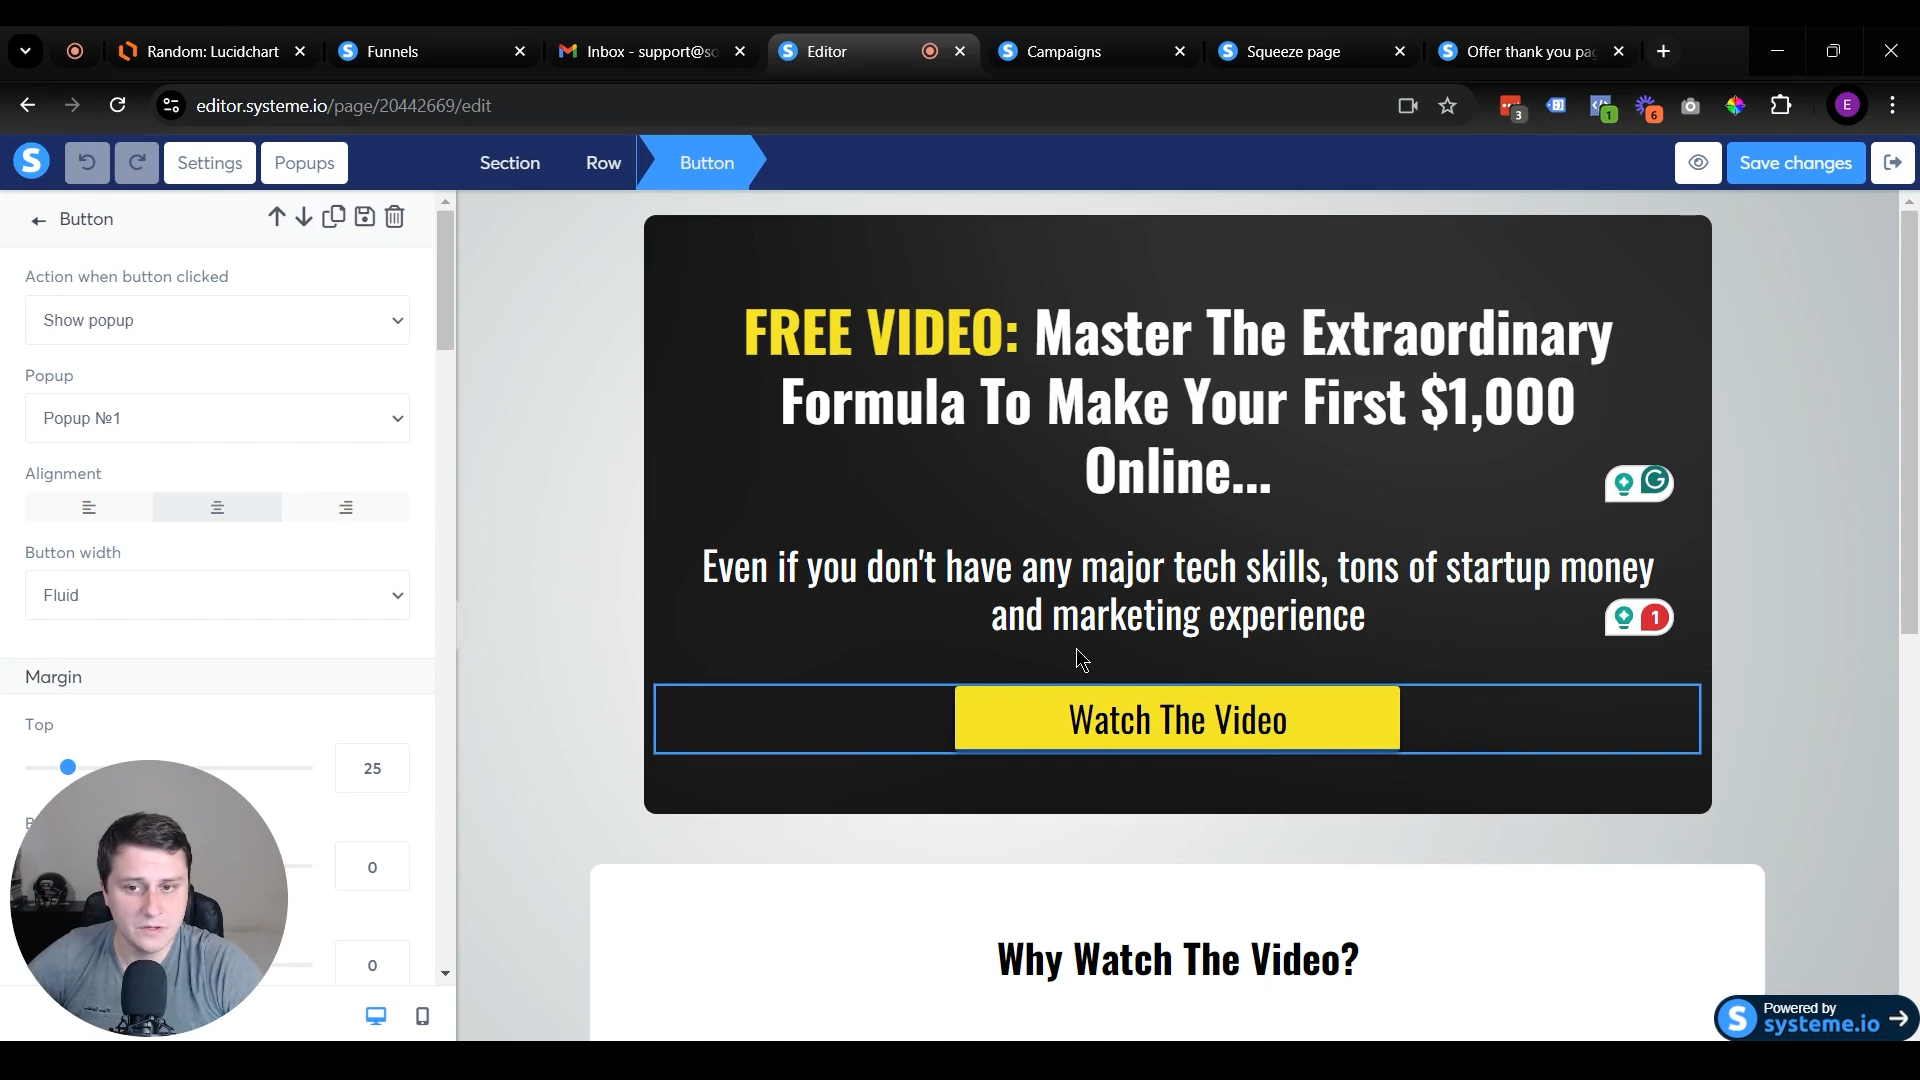 Random: Lucidchart
Funnels
Inbox - support@so
Editor
Campaigns
Squeeze page
Offer thank you pa
editor.systeme.io/page/20442669/edit
3
1
6
E
S
Settings
Popups
Section
Row
Button
Save changes
Button
Action when button clicked
Show popup
Popup
Popup №1
Alignment
Button width
Fluid
Margin
Top
25
0
0
FREE VIDEO: Master The Extraordinary
Formula To Make Your First $1,000
Online...
Even if you don't have any major tech skills, tons of startup money
and marketing experience
1
Watch The Video
Why Watch The Video?
Powered by
systeme.io